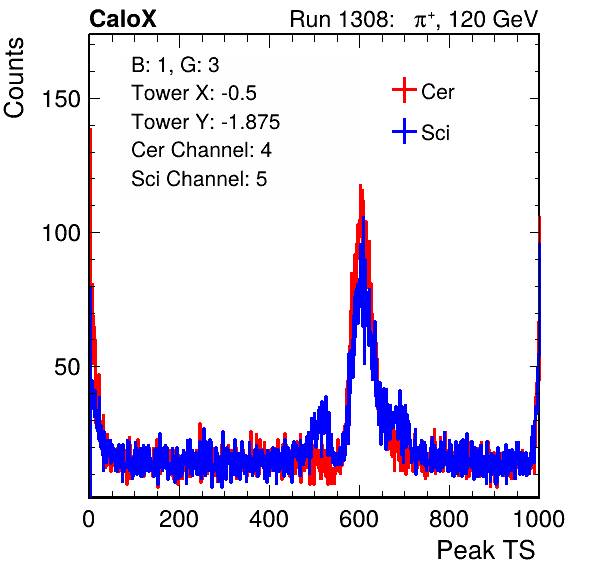 CaloX Run 1308: π⁺, 120 GeV
Counts
B: 1, G: 3
Tower X: -0.5
Tower Y: -1.875
Cer Channel: 4
Sci Channel: 5
Cer
Sci
150
100
50
0 200 400 600 800 1000
Peak TS